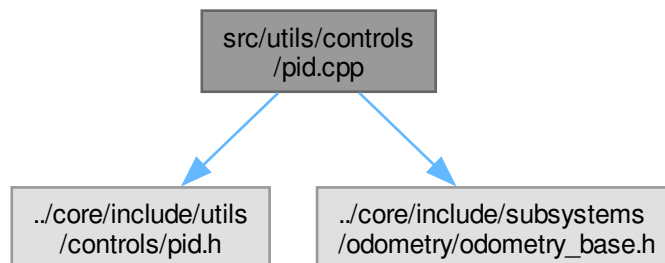 src/utils/controls
/pid.cpp
../core/include/utils
/controls/pid.h
../core/include/subsystems
/odometry/odometry_base.h